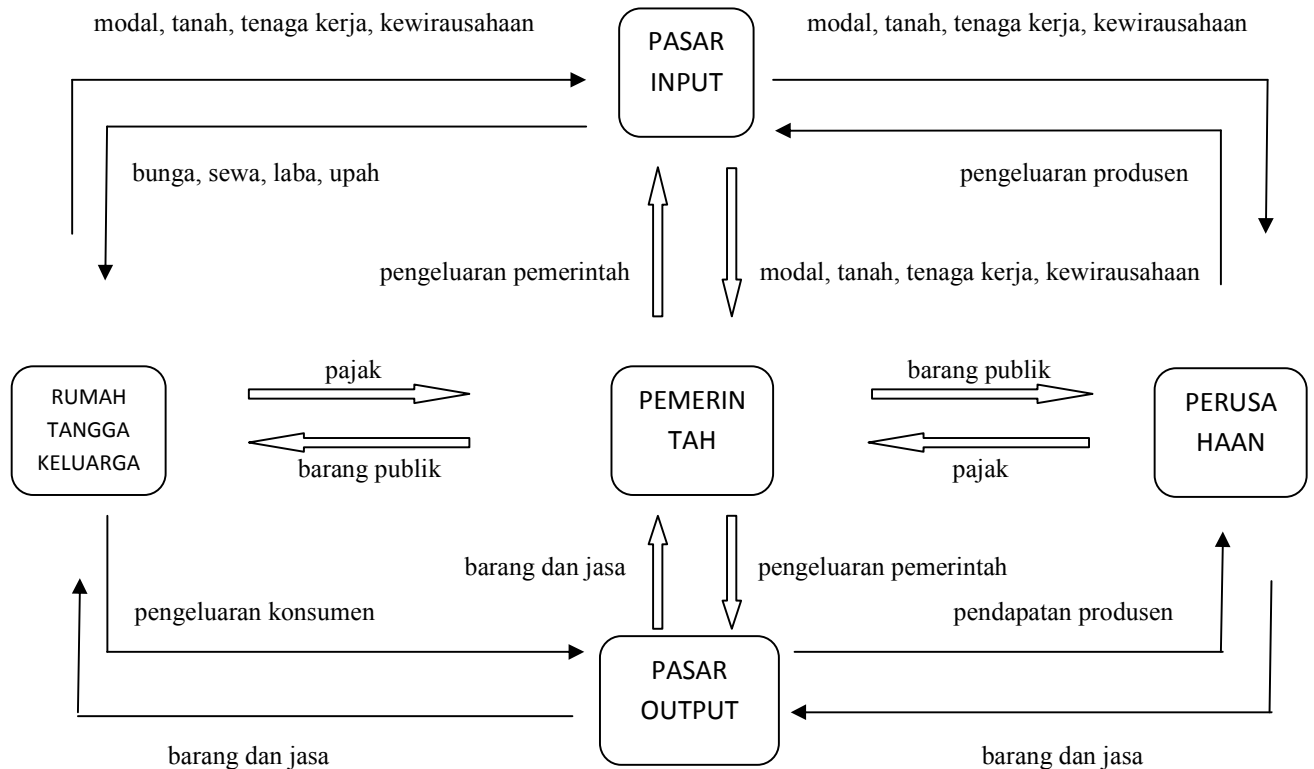 modal, tanah, tenaga kerja, kewirausahaan
PASAR
INPUT
modal, tanah, tenaga kerja, kewirausahaan
bunga, sewa, laba, upah
pengeluaran produsen
pengeluaran pemerintah
modal, tanah, tenaga kerja, kewirausahaan
RUMAH
TANGGA
KELUARGA
pajak
barang publik
PEMERIN
TAH
barang publik
pajak
PERUSA
HAAN
barang dan jasa
pengeluaran pemerintah
pengeluaran konsumen
pendapatan produsen
PASAR
OUTPUT
barang dan jasa
barang dan jasa